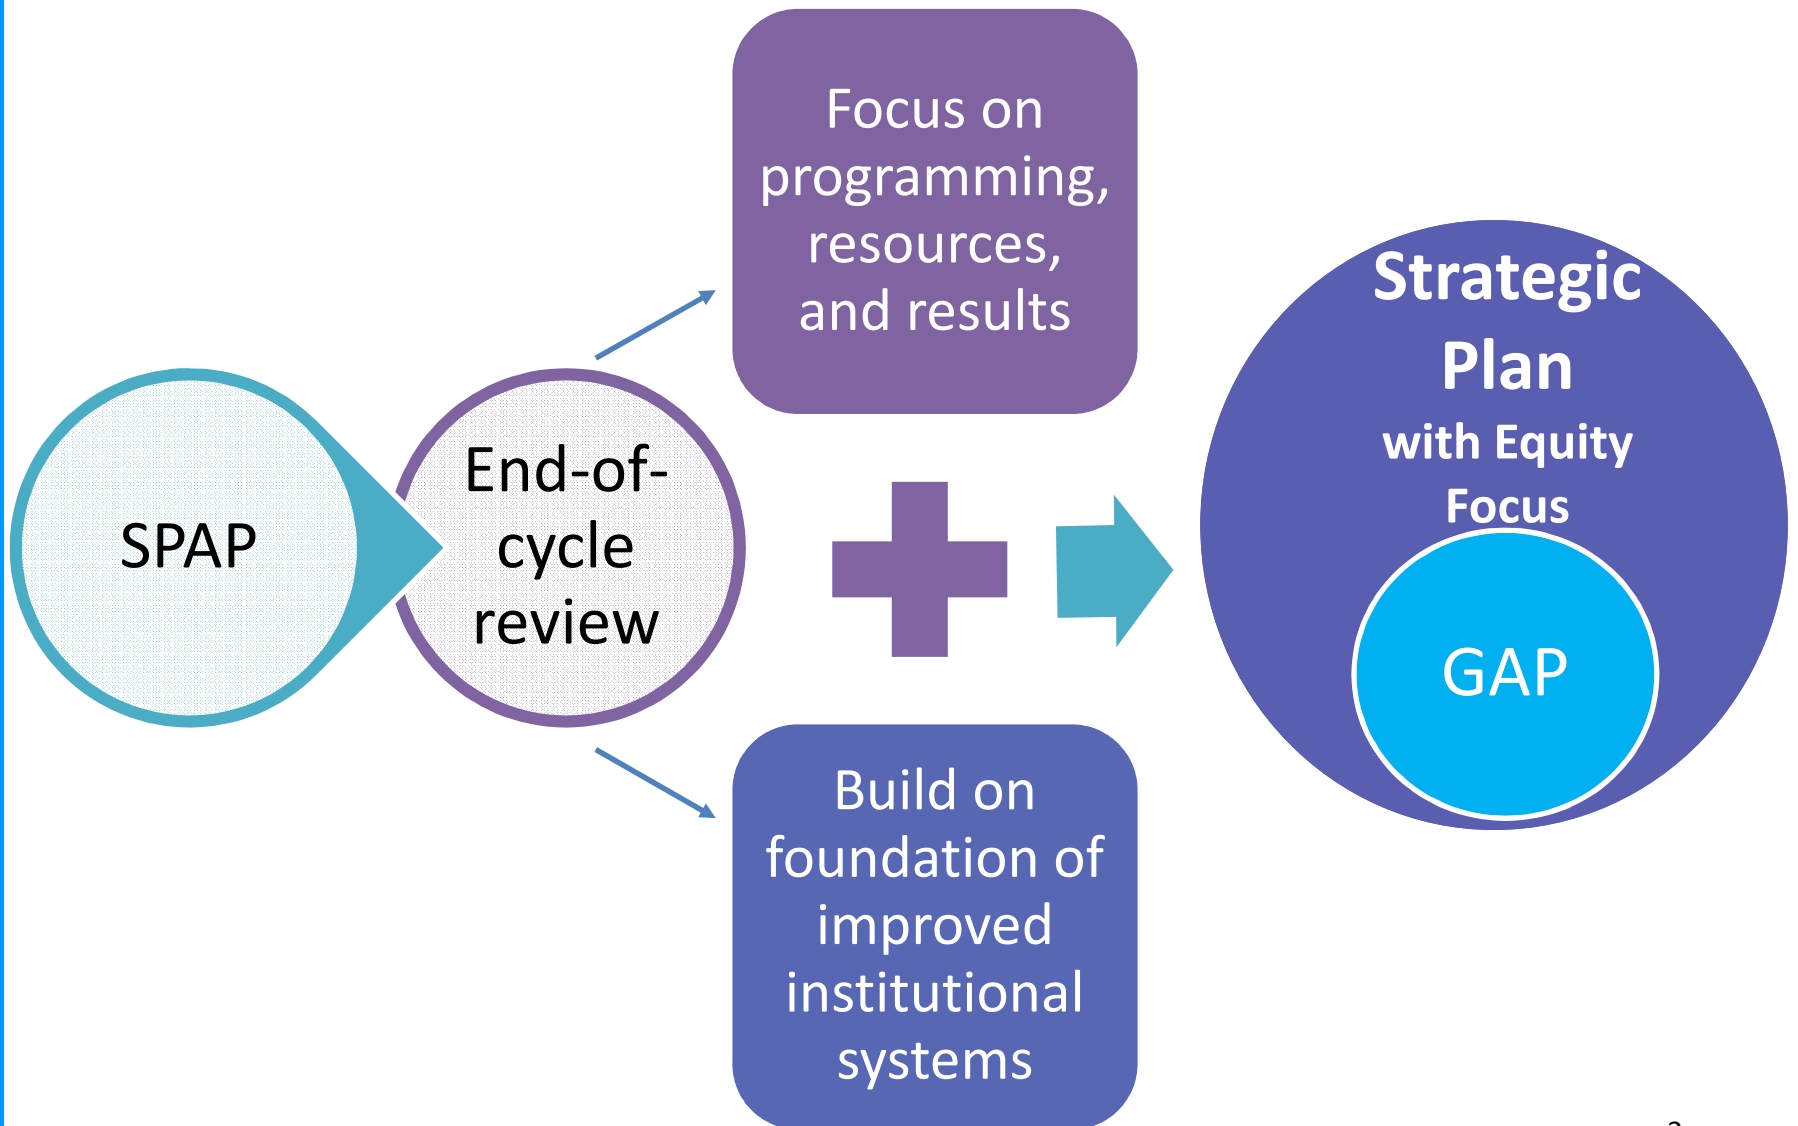 SPAP
End-of-
cycle
review
Focus on
programming,
resources,
and results
Build on
foundation of
improved
institutional
systems
Strategic
Plan
with Equity
Focus
GAP